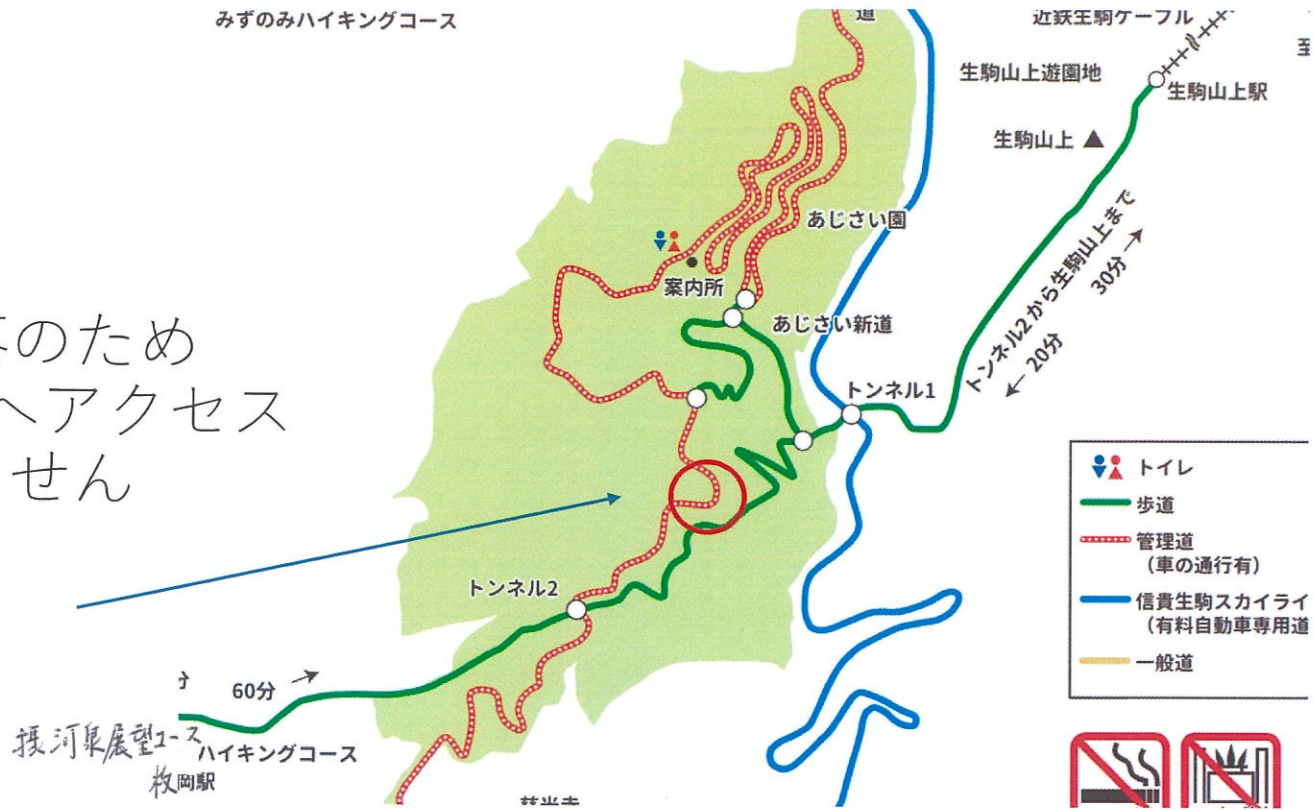 みずのみハイキングコース
道
近鉄生駒ケーブル
生駒山上遊園地
生駒山上駅
生駒山上
あじさい園
トンネル2から生駒山上まで
30分
← 20分
案内所
あじさい新道
のため
へアクセス
せん
トンネル1
トイレ
歩道
管理道
(車の通行有)
信貴生駒スカイライ
(有料自動車専用道
一般道
トンネル2
60分
摂河泉展望コース
ハイキングコース
枚岡駅
慈光寺